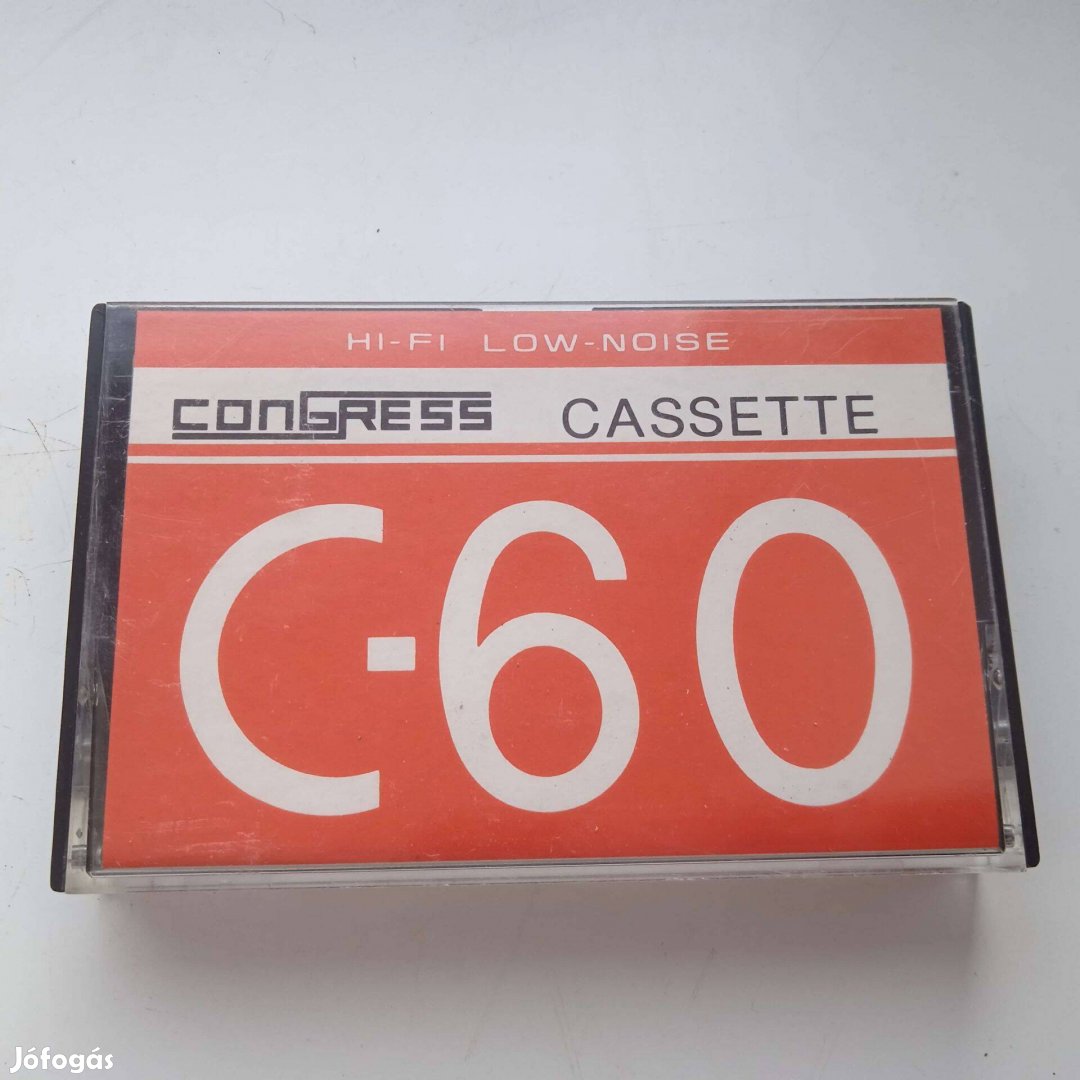 HI-FI LOW-NOISE
CONGRESS CASSETTE
C-60
Jófogás